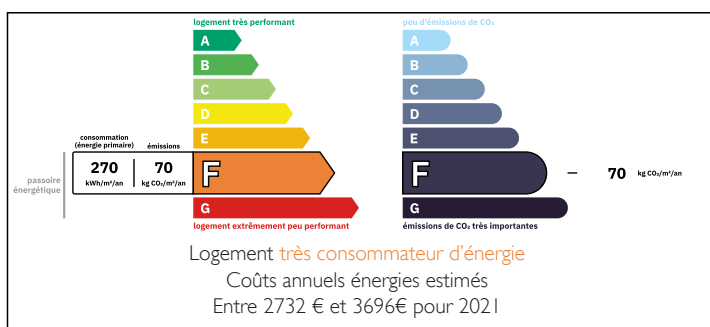 logement très performant
A
B
C
D
E
consommation
(énergie primaire)
émissions
passoire
énergétique
270
kWh/m²/an
70
kg CO₂/m²/an
F
G
logement extrêmement peu performant
peu d'émissions de CO₂
A
B
C
D
E
F
70 kg CO₂/m²/an
G
émissions de CO₂ très importantes
Logement très consommateur d'énergie
Coûts annuels énergies estimés
Entre 2732 € et 3696€ pour 2021